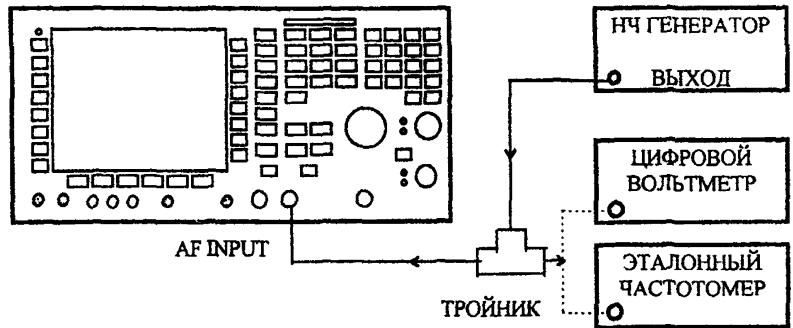 НЧ ГЕНЕРАТОР
ВЫХОД
ЦИФРОВОЙ
ВОЛЬТМЕТР
AF INPUT
ТРОЙНИК
ЭТАЛОННЫЙ
ЧАСТОТОМЕР